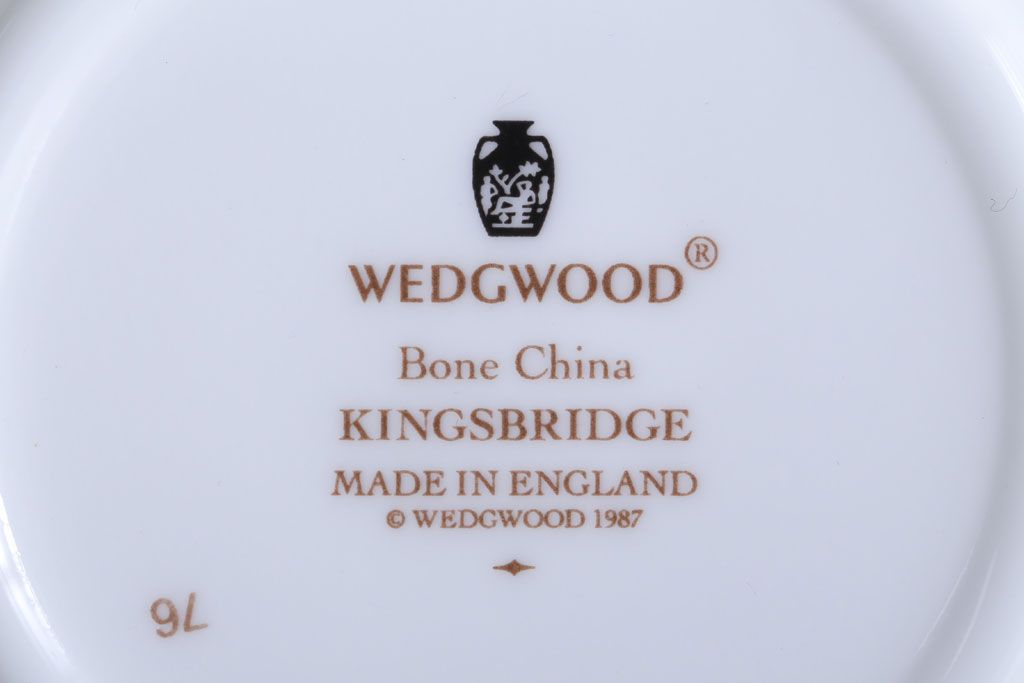 WEDGWOOD®
Bone China
KINGSBRIDGE
MADE IN ENGLAND
© WEDGWOOD 1987
76